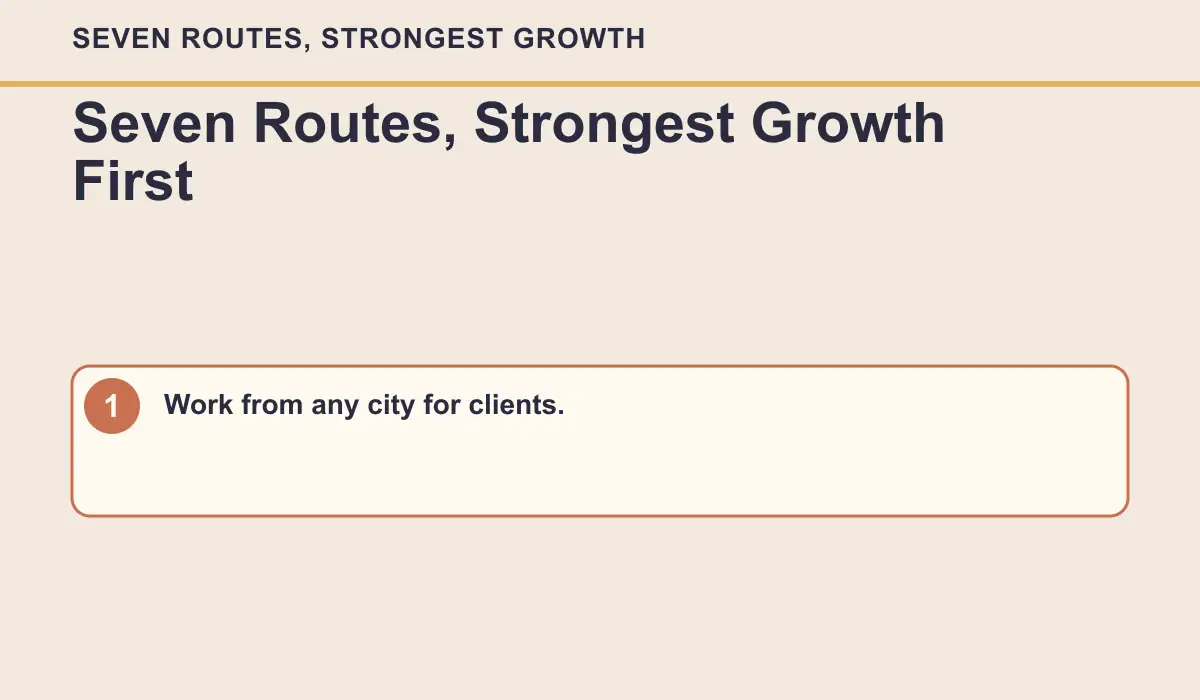 SEVEN ROUTES, STRONGEST GROWTH
Seven Routes, Strongest Growth
First
1
Work from any city for clients.